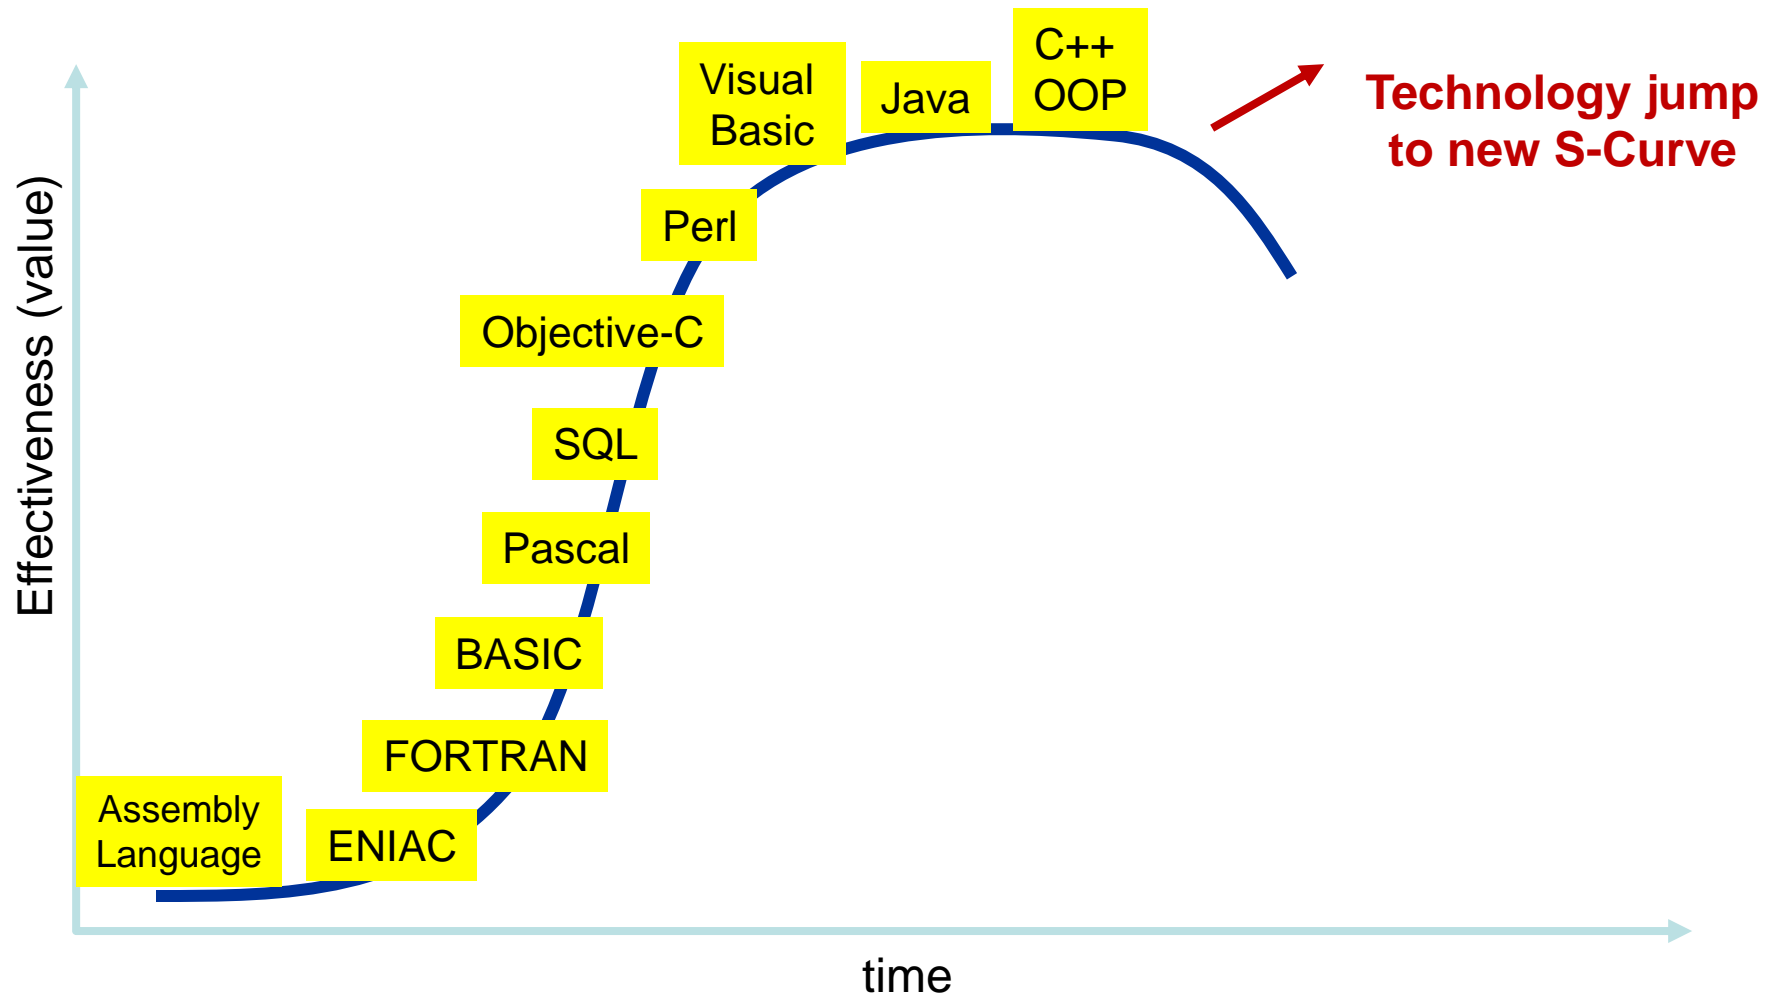 C++
OOP
Visual
Basic
Java
Technology jump
to new S-Curve
Perl
Objective-C
SQL
Pascal
BASIC
FORTRAN
Assembly
Language
ENIAC
Effectiveness (value)
time